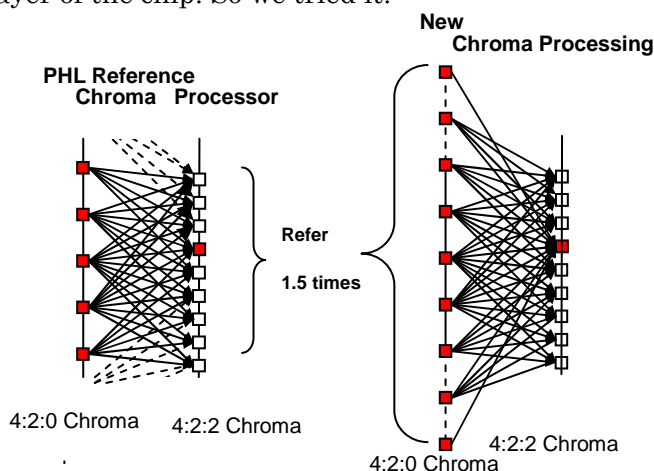 ayer of the chip. So we tried it.
New
Chroma Processing
PHL Reference
Chroma Processor
Refer
1.5 times
4:2:0 Chroma
4:2:2 Chroma
4:2:2 Chroma
4:2:0 Chroma